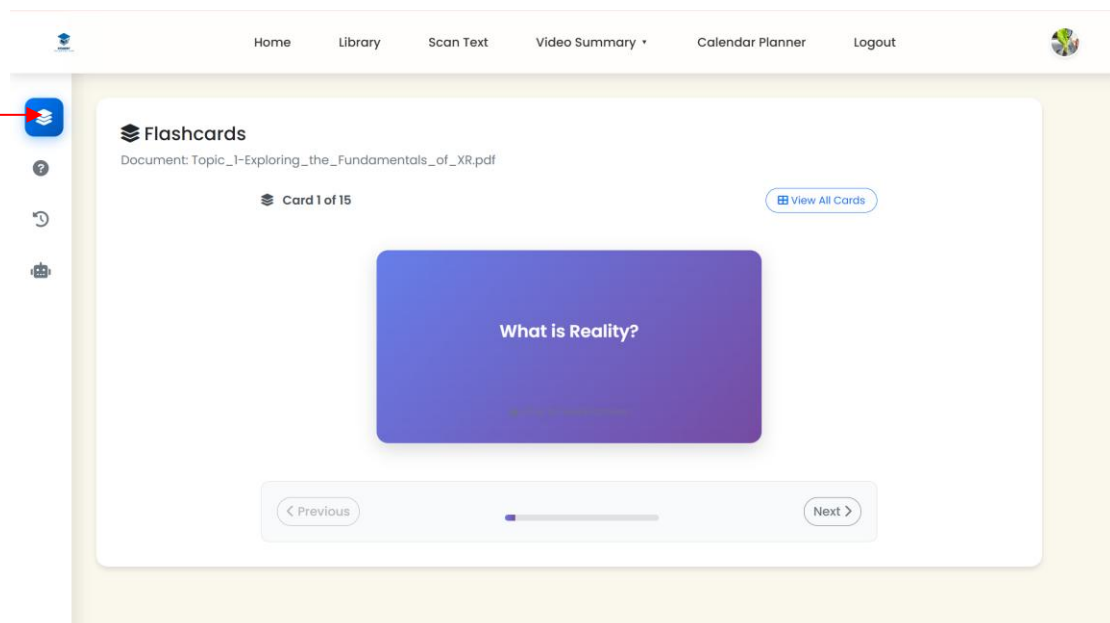 Home
Library
Scan Text
Video Summary
Calendar Planner
Logout
Flashcards
Document: Topic_1-Exploring_the_Fundamentals_of_XR.pdf
Card 1 of 15
View All Cards
What is Reality?
Previous
Next